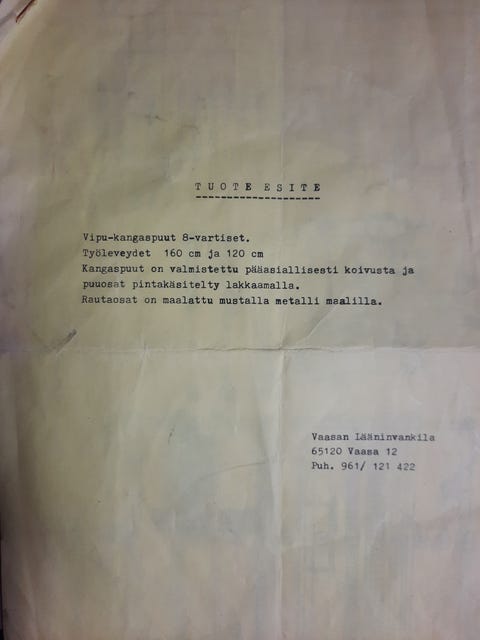 TUOTE ESITE
Vipu-kangaspuut 8-vartiset.
Työleveydet 160 cm ja 120 cm
Kangaspuut on valmistettu pääasiallisesti koivusta ja
puuosat pintakäsitelty lakkaamalla.
Rautaosat on maalattu mustalla metalli maalilla.
Vaasan Lääninvankila
65120 Vaasa 12
Puh. 961/ 121 422